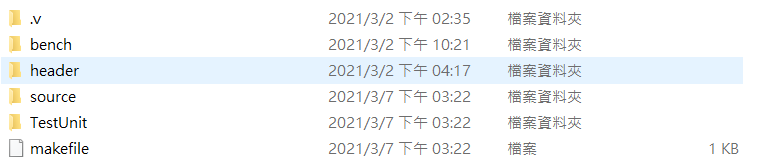 .v 2021/3/2 下午 02:35 檔案資料夾
bench 2021/3/2 下午 10:21 檔案資料夾
header 2021/3/2 下午 04:17 檔案資料夾
source 2021/3/7 下午 03:22 檔案資料夾
TestUnit 2021/3/7 下午 03:22 檔案資料夾
makefile 2021/3/7 下午 03:22 檔案 1 KB